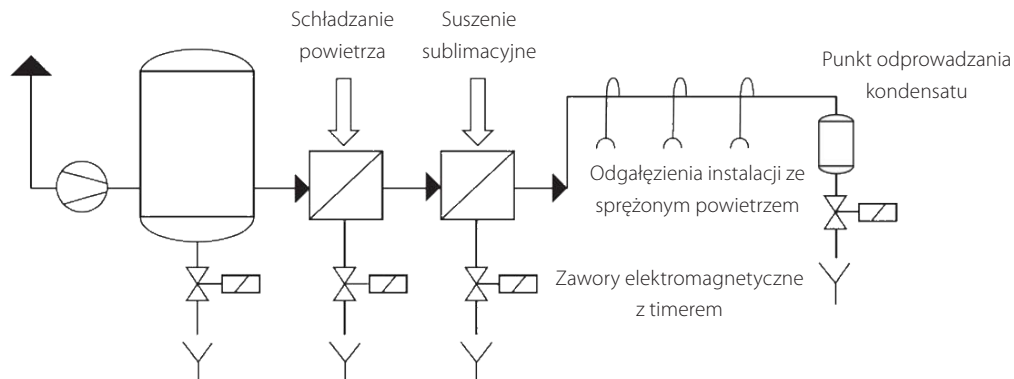 Schładzanie
powietrza
Suszenie
sublimacyjne
Punkt odprowadzania
kondensatu
Odgałęzienia instalacji ze
sprężonym powietrzem
Zawory elektromagnetyczne
z timerem